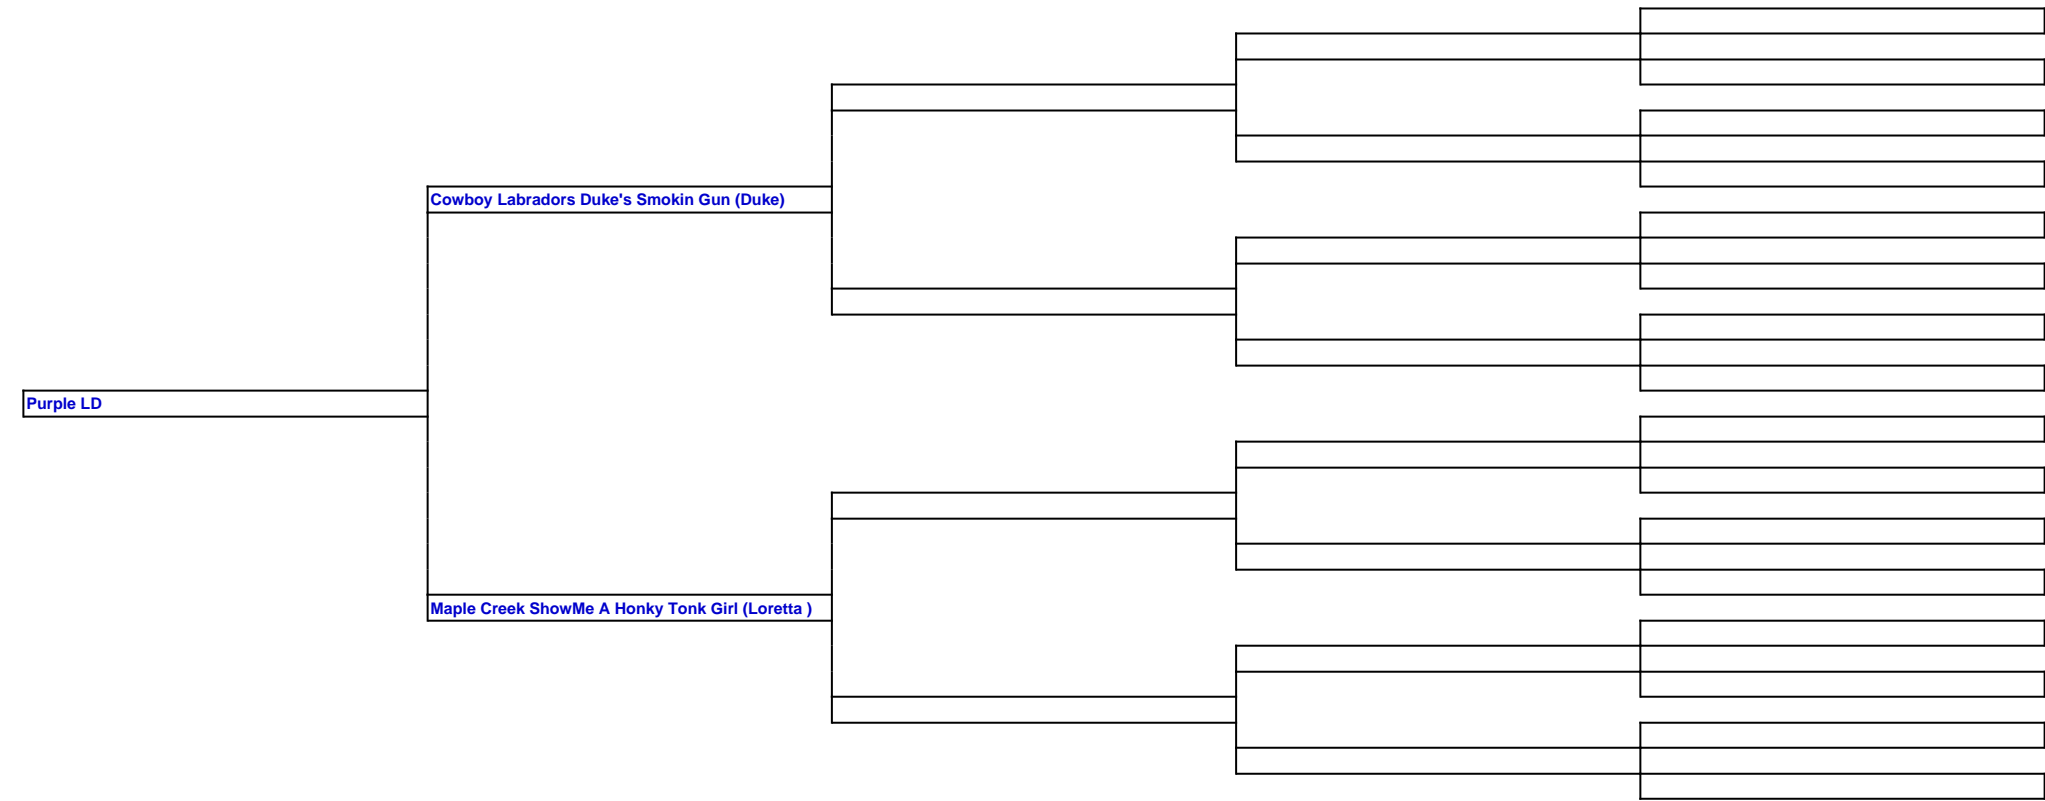 Cowboy Labradors Duke's Smokin Gun (Duke)
Purple LD
Maple Creek ShowMe A Honky Tonk Girl (Loretta )